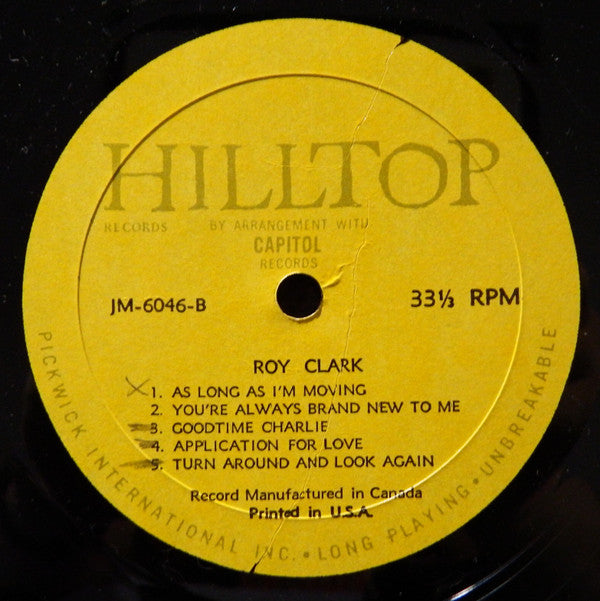 HILLTOP
RECORDS BY ARRANGEMENT WITH
CAPITOL
RECORDS
JM-6046-B 33⅓ RPM
ROY CLARK
1. AS LONG AS I'M MOVING
2. YOU'RE ALWAYS BRAND NEW TO ME
3. GOODTIME CHARLIE
4. APPLICATION FOR LOVE
5. TURN AROUND AND LOOK AGAIN
Record Manufactured in Canada
Printed in U.S.A.
PICKWICK INTERNATIONAL INC. • LONG PLAYING • UNBREAKABLE